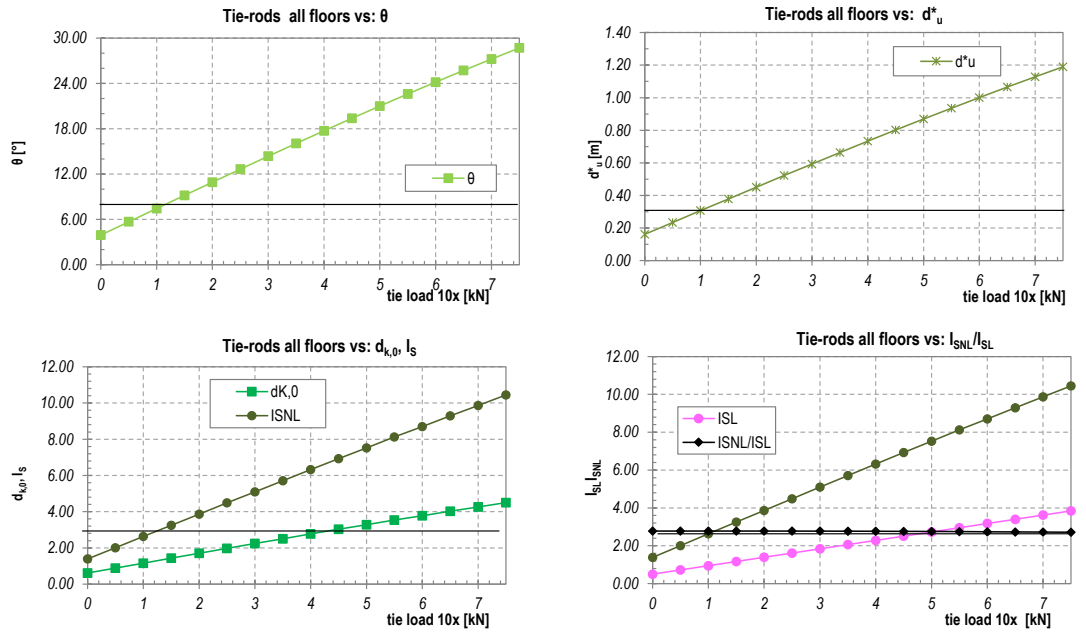 Tie-rods all floors vs: θ
30.00
24.00
18.00
12.00
6.00
0.00
θ [°]
θ
0 1 2 3 4 5 6 7
tie load 10x [kN]
Tie-rods all floors vs: d*u
1.40
1.20
1.00
0.80
0.60
0.40
0.20
0.00
d*u [m]
d*u
0 1 2 3 4 5 6 7
tie load 10x [kN]
Tie-rods all floors vs: dk,0, IS
12.00
10.00
8.00
6.00
4.00
2.00
0.00
dk,0, IS
dK,0
ISNL
0 1 2 3 4 5 6 7
tie load 10x [kN]
Tie-rods all floors vs: ISNL/ISL
12.00
10.00
8.00
6.00
4.00
2.00
0.00
ISL ISNL
ISL
ISNL/ISL
0 1 2 3 4 5 6 7
tie load 10x [kN]